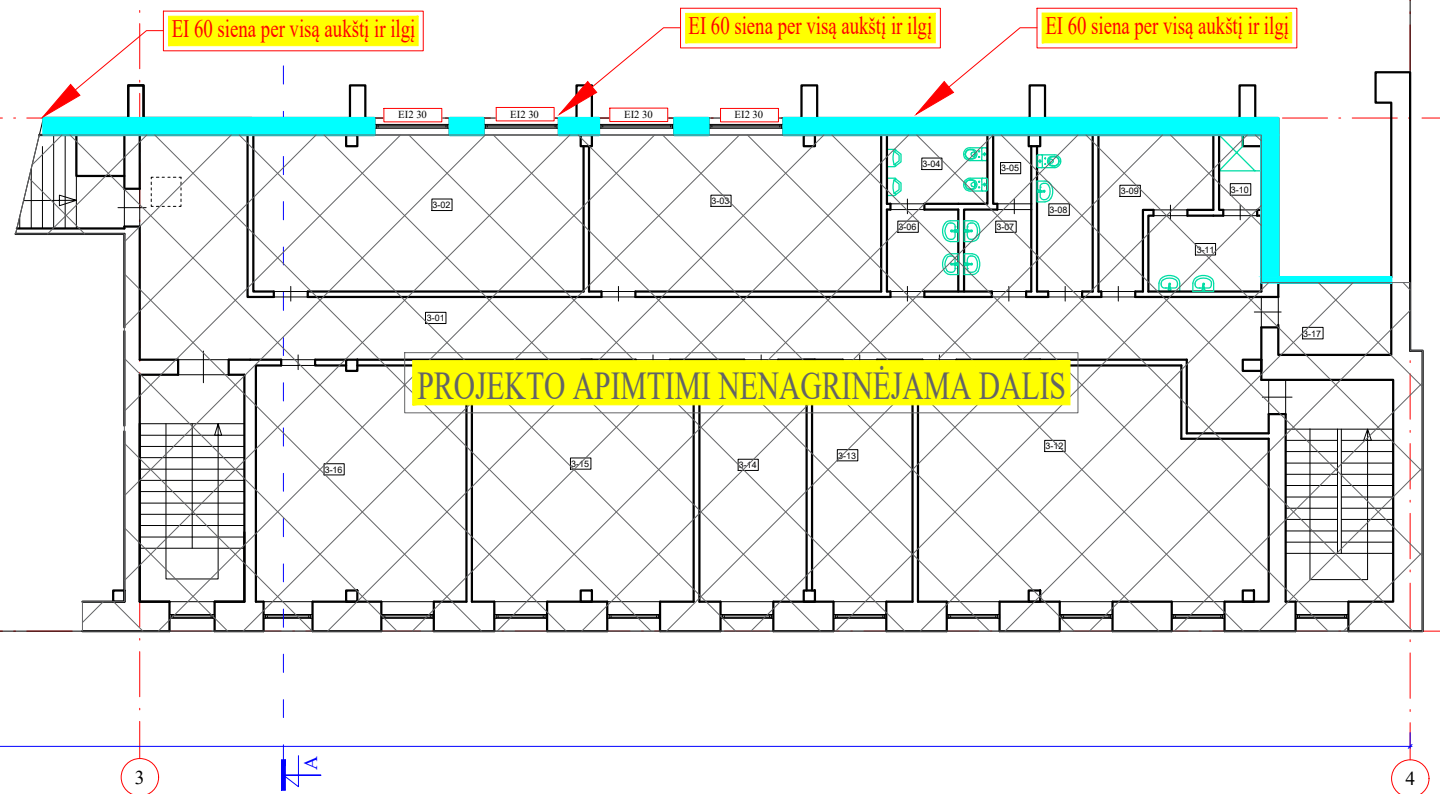 EI 60 siena per visą aukštį ir ilgį
EI 60 siena per visą aukštį ir ilgį
EI 60 siena per visą aukštį ir ilgį
EI2 30
EI2 30
EI2 30
EI2 30
3-04
3-05
3-09
3-10
3-02
3-03
3-06
3-07
3-08
3-11
3-01
3-17
PROJEKTO APIMTIMI NENAGRINĖJAMA DALIS
3-16
3-15
3-14
3-13
3-12
A
3
4